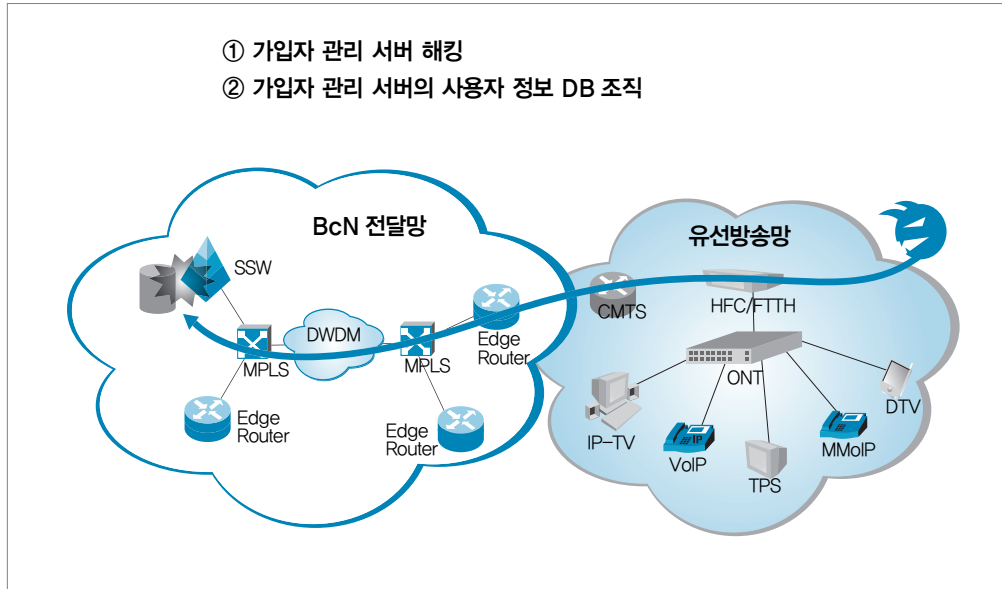 ① 가입자 관리 서버 해킹
② 가입자 관리 서버의 사용자 정보 DB 조직
BcN 전달망
유선방송망
SSW
CMTS
HFC/FTTH
DWDM
MPLS
MPLS
Edge
Router
ONT
Edge
Router
Edge
Router
IP-TV
IP
VoIP
TPS
MMoIP
DTV